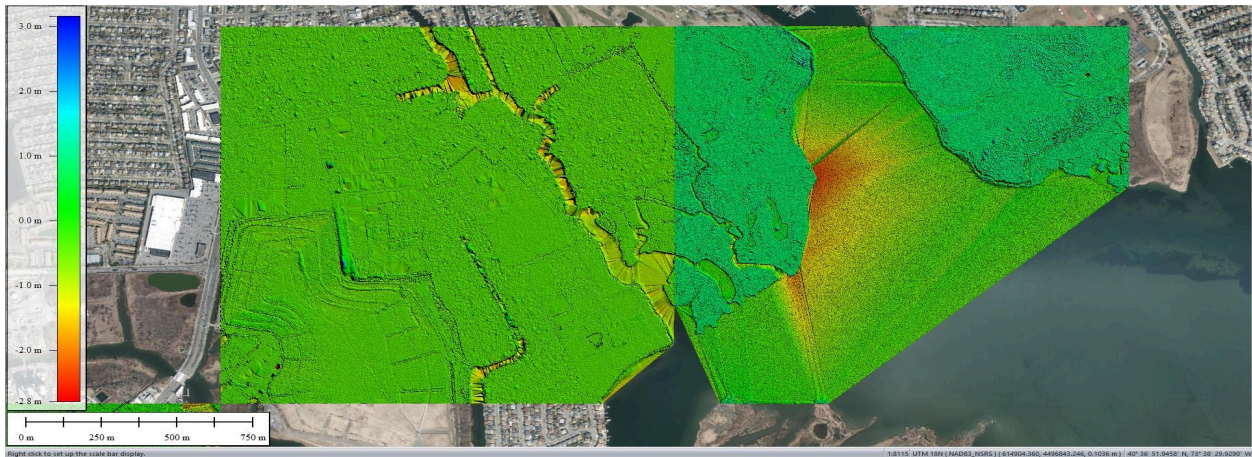 3.0 m
2.0 m
1.0 m
0.0 m
-1.0 m
-2.0 m
-2.8 m
0 m 250 m 500 m 750 m
Right click to set up the scale bar display.
1:8115 UTM 18N ( NAD83_NSRS ) ( 614904.360, 4496843.246, 0.1036 m ) 40° 36' 51.9458" N, 73° 38' 29.9290" W